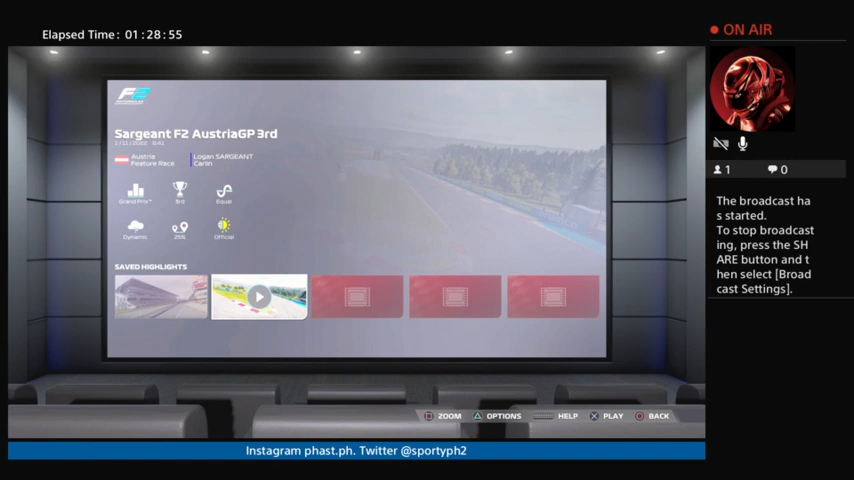 Elapsed Time: 01:28:55
ON AIR
F2
Sargeant F2 AustriaGP 3rd
Austria
Feature Race
Logan SARGEANT
Carlin
Grand Prix™
3rd
Equal
Dynamic
25%
Official
SAVED HIGHLIGHTS
ZOOM
OPTIONS
HELP
PLAY
BACK
Instagram phast.ph. Twitter @sportyph2
1
0
The broadcast ha
s started.
To stop broadcast
ing, press the SH
ARE button and t
hen select [Broad
cast Settings].